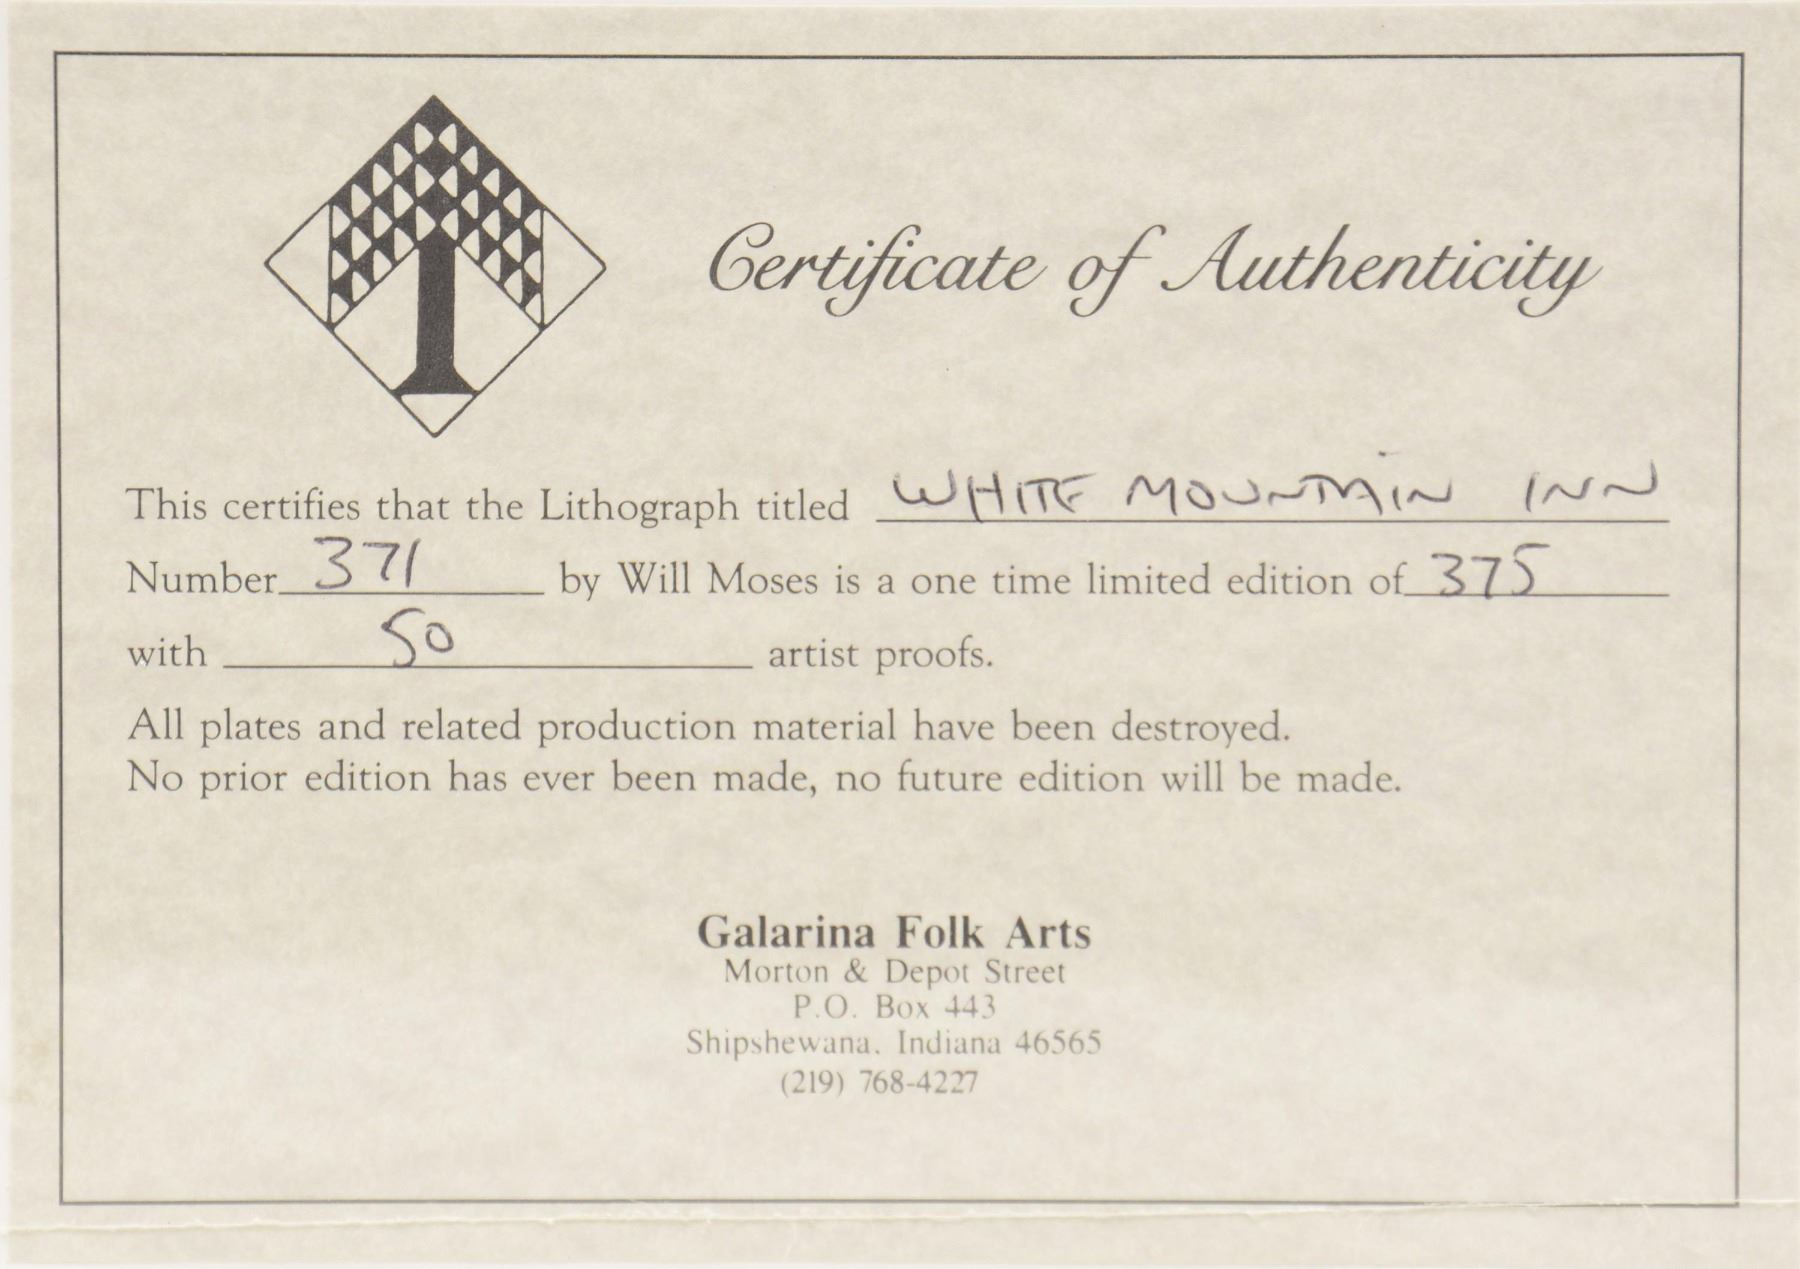 Certificate of Authenticity
This certifies that the Lithograph titled WHITE MOUNTAIN INN
Number 371 by Will Moses is a one time limited edition of 375
with 50 artist proofs.
All plates and related production material have been destroyed.
No prior edition has ever been made, no future edition will be made.
Galarina Folk Arts
Morton & Depot Street
P.O. Box 443
Shipshewana, Indiana 46565
(219) 768-4227